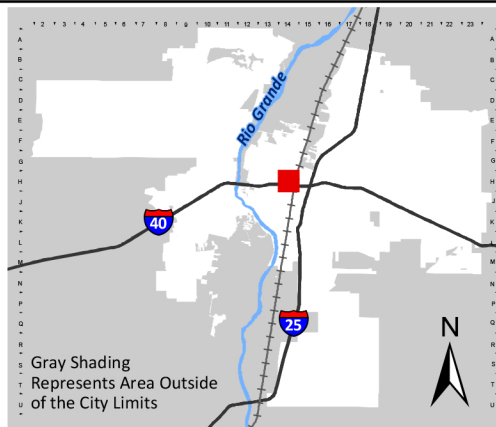 2 3 4 5 6 7 8 9 10 11 12 13 14 15 16 17 18 19 20 21 22 23
A
B
C
D
E
F
G
H
J
K
L
M
N
P
Q
R
S
T
U
Rio Grande
40
25
N
Gray Shading
Represents Area Outside
of the City Limits
A
B
C
D
E
F
G
H
J
K
L
M
N
P
Q
R
S
T
U